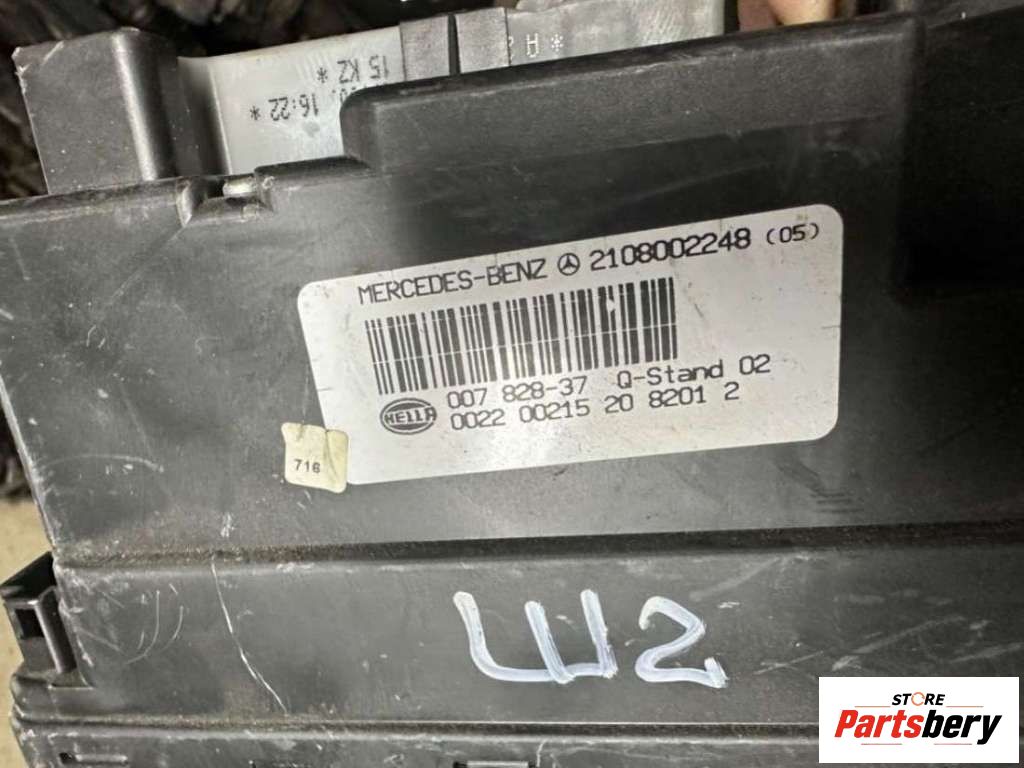 * H
15 KZ *
16:22 *
MERCEDES-BENZ 2108002248 (05)
007 828-37 Q-Stand 02
HELLA 0022 00215 20 8201 2
716
Ш2
STORE
Partsbery